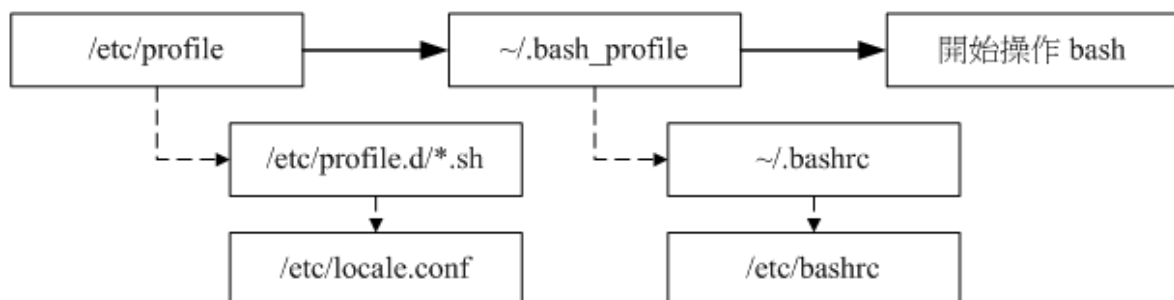 /etc/profile
~/.bash_profile
開始操作 bash
/etc/profile.d/*.sh
~/.bashrc
/etc/locale.conf
/etc/bashrc